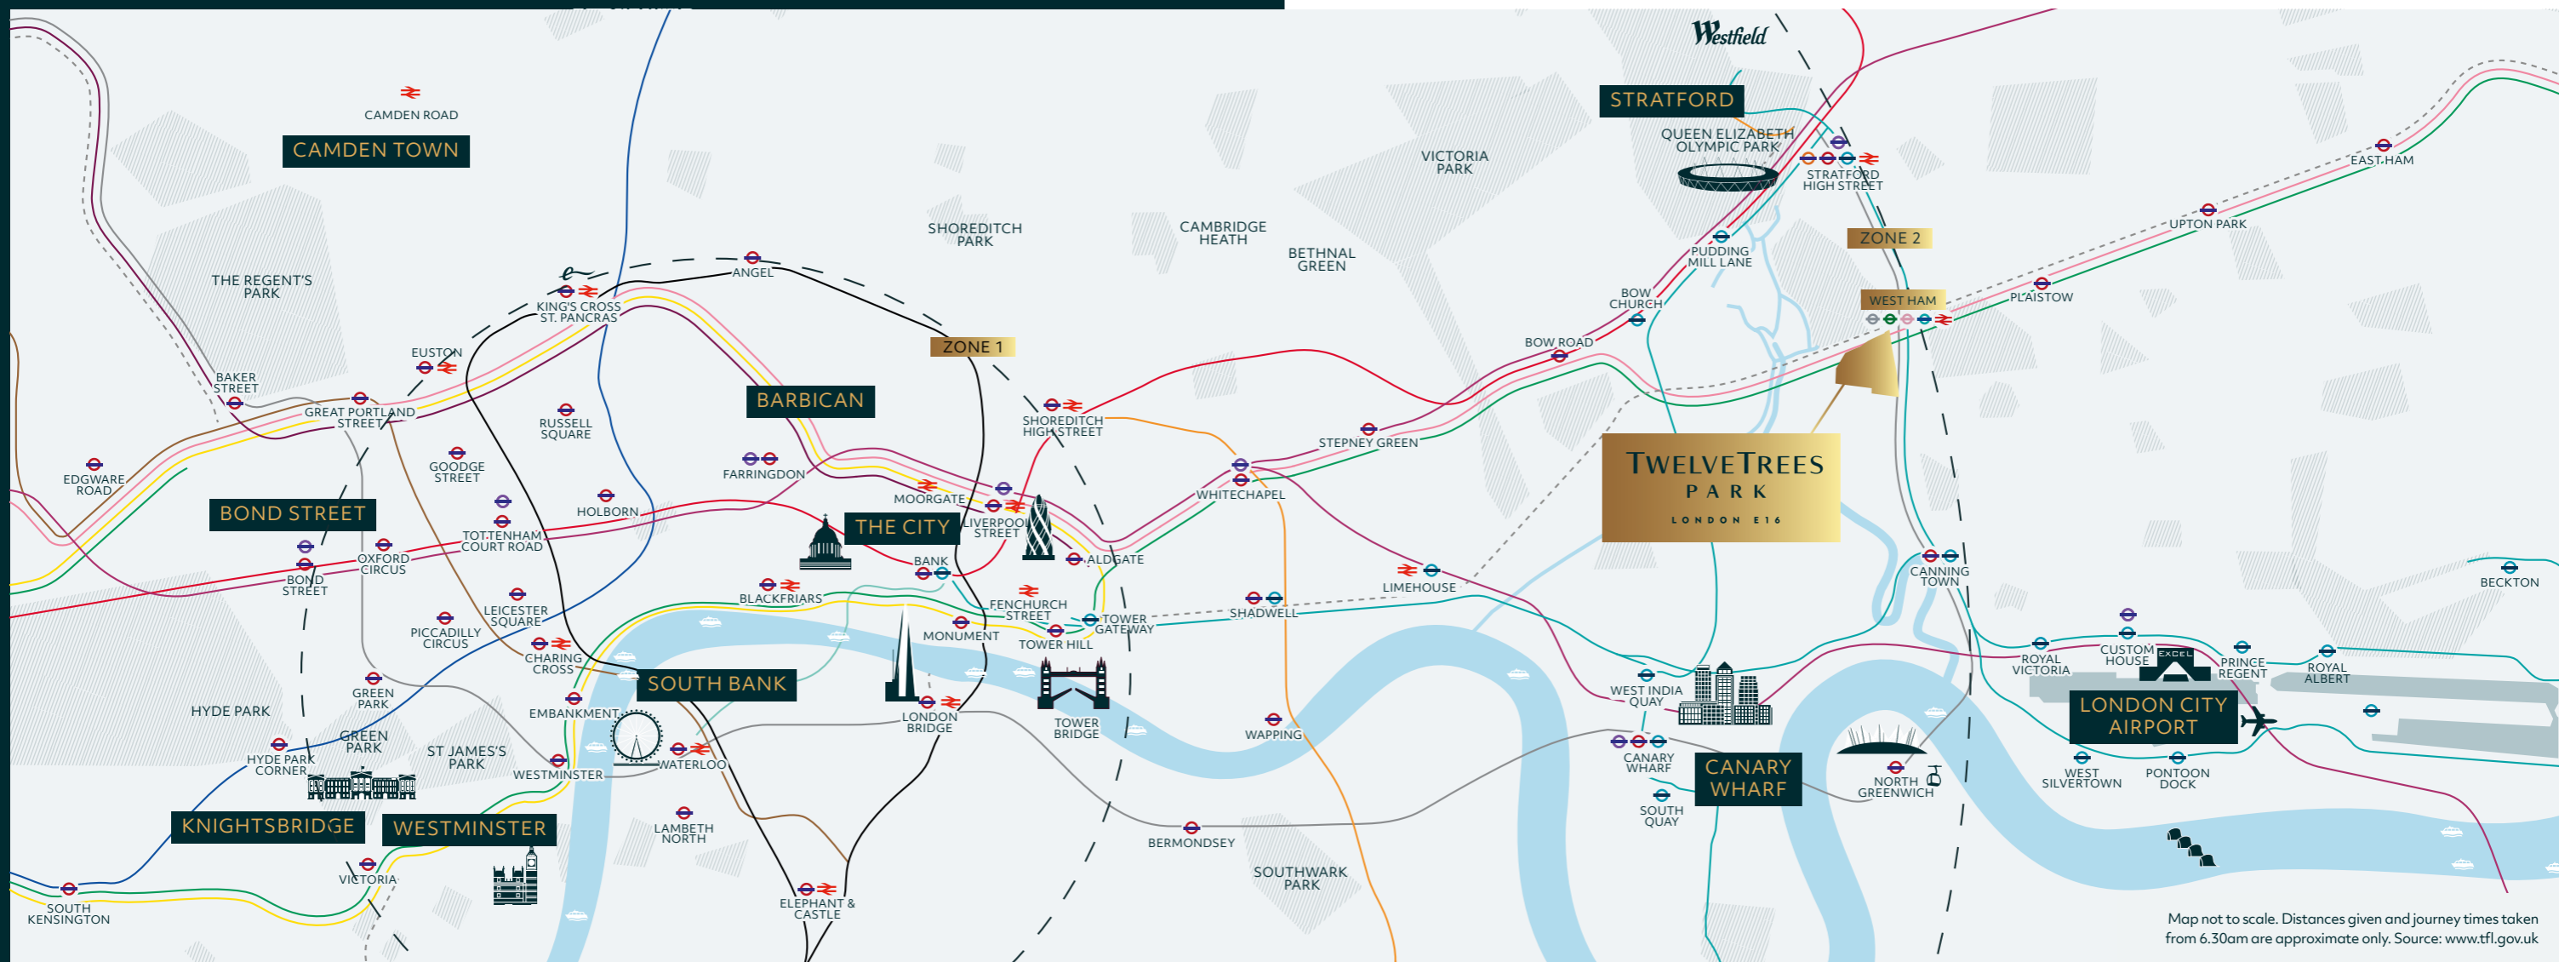 Westfield
STRATFORD
CAMDEN ROAD
CAMDEN TOWN
QUEEN ELIZABETH
OLYMPIC PARK
VICTORIA
PARK
STRATFORD
HIGH STREET
EAST HAM
UPTON PARK
SHOREDITCH
PARK
CAMBRIDGE
HEATH
BETHNAL
GREEN
PUDDING
MILL LANE
ZONE 2
THE REGENT'S
PARK
ANGEL
KING'S CROSS
ST. PANCRAS
BOW
CHURCH
WEST HAM
PLAISTOW
ZONE 1
BOW ROAD
EUSTON
BAKER
STREET
GREAT PORTLAND
STREET
RUSSELL
SQUARE
BARBICAN
SHOREDITCH
HIGH STREET
STEPNEY GREEN
EDGWARE
ROAD
GOODGE
STREET
FARRINGDON
MOORGATE
WHITECHAPEL
TWELVETREES
PARK
LONDON E16
BOND STREET
HOLBORN
THE CITY
LIVERPOOL
STREET
TOTTENHAM
COURT ROAD
OXFORD
CIRCUS
BOND
STREET
BANK
ALDGATE
LIMEHOUSE
CANNING
TOWN
BECKTON
BLACKFRIARS
LEICESTER
SQUARE
FENCHURCH
STREET
SHADWELL
PICCADILLY
CIRCUS
MONUMENT
TOWER
GATEWAY
TOWER HILL
CHARING
CROSS
CUSTOM
HOUSE
EXCEL
ROYAL
VICTORIA
PRINCE
REGENT
ROYAL
ALBERT
SOUTH BANK
GREEN
PARK
WEST INDIA
QUAY
HYDE PARK
EMBANKMENT
LONDON
BRIDGE
TOWER
BRIDGE
WAPPING
LONDON CITY
AIRPORT
GREEN
PARK
ST JAMES'S
PARK
HYDE PARK
CORNER
WESTMINSTER
WATERLOO
CANARY
WHARF
CANARY
WHARF
NORTH
GREENWICH
WEST
SILVERTOWN
PONTOON
DOCK
SOUTH
QUAY
KNIGHTSBRIDGE
WESTMINSTER
LAMBETH
NORTH
BERMONDSEY
VICTORIA
SOUTHWARK
PARK
SOUTH
KENSINGTON
ELEPHANT &
CASTLE
Map not to scale. Distances given and journey times taken
from 6.30am are approximate only. Source: www.tfl.gov.uk